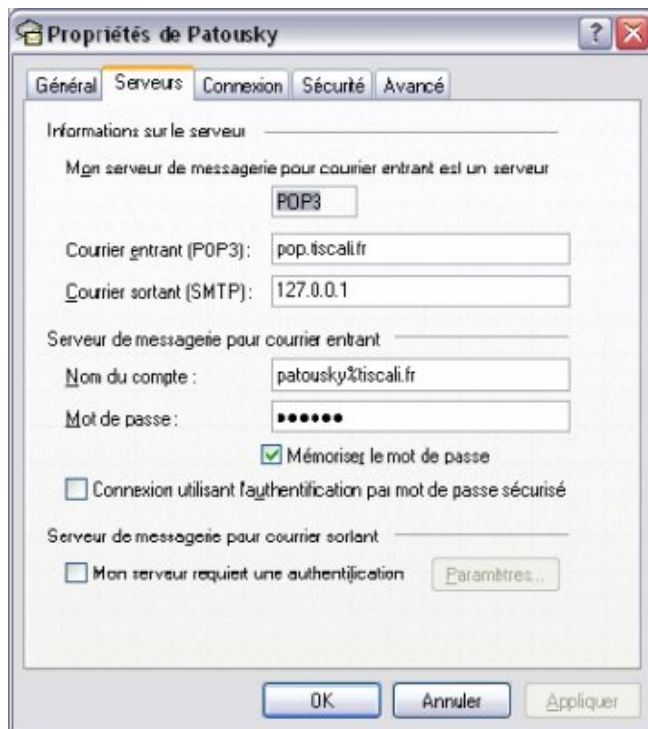 Propriétés de Patousky
Général Serveurs Connexion Sécurité Avancé
Informations sur le serveur
Mon serveur de messagerie pour courrier entrant est un serveur
POP3
Courrier entrant (POP3) : pop.tiscali.fr
Courrier sortant (SMTP) : 127.0.0.1
Serveur de messagerie pour courrier entrant
Nom du compte : patousky%tiscali.fr
Mot de passe : ●●●●●●
Mémoriser le mot de passe
Connexion utilisant l'authentification par mot de passe sécurisé
Serveur de messagerie pour courrier sortant
Mon serveur requiert une authentification Paramètres...
OK Annuler Appliquer